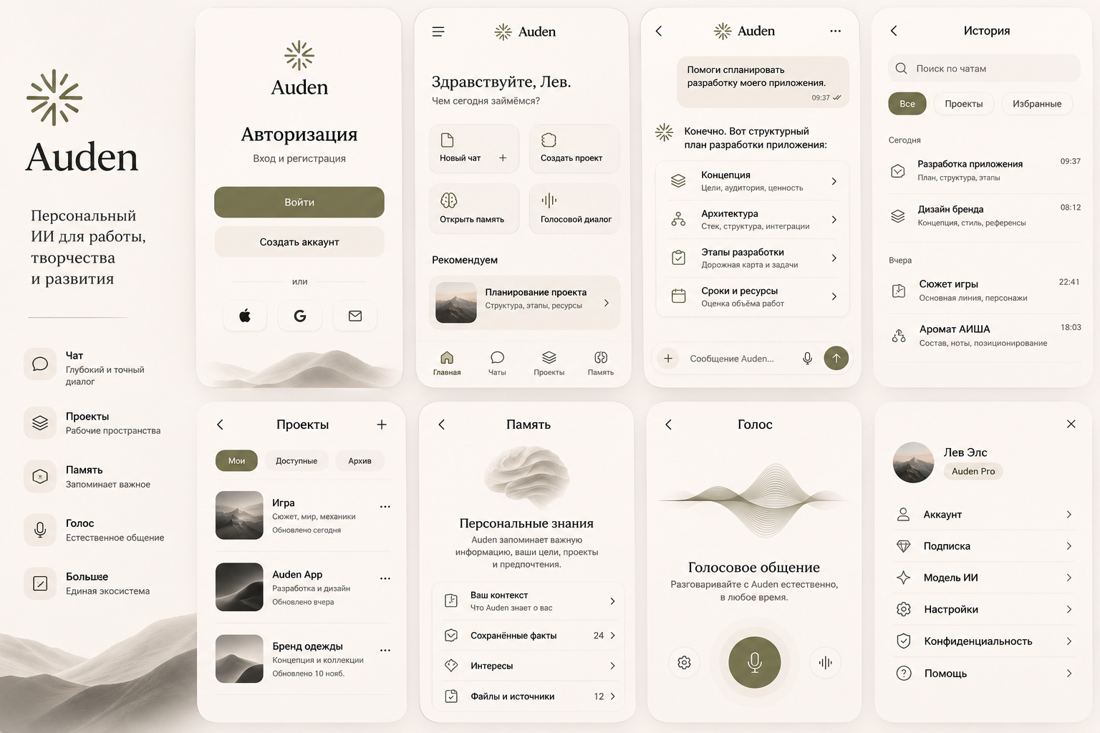 Auden
Персональный
ИИ для работы,
творчества
и развития
Чат
Глубокий и точный
диалог
Проекты
Рабочие пространства
Память
Запоминает важное
Голос
Естественное общение
Большее
Единая экосистема
Auden
Авторизация
Вход и регистрация
Войти
Создать аккаунт
или
G
Auden
Здравствуйте, Лев.
Чем сегодня займёмся?
Новый чат +
Создать проект
Открыть память
Голосовой диалог
Рекомендуем
Планирование проекта
Структура, этапы, ресурсы
Главная
Чаты
Проекты
Память
Auden
Помоги спланировать
разработку моего приложения.
09:37
Конечно. Вот структурный
план разработки приложения:
Концепция
Цели, аудитория, ценность
Архитектура
Стек, структура, интеграции
Этапы разработки
Дорожная карта и задачи
Сроки и ресурсы
Оценка объёма работ
Сообщение Auden...
История
Поиск по чатам
Все
Проекты
Избранные
Сегодня
Разработка приложения 09:37
План, структура, этапы
Дизайн бренда 08:12
Концепция, стиль, референсы
Вчера
Сюжет игры 22:41
Основная линия, персонажи
Аромат АИША 18:03
Состав, ноты, позиционирование
Проекты
Мои
Доступные
Архив
Игра
Сюжет, мир, механики
Обновлено сегодня
Auden App
Разработка и дизайн
Обновлено вчера
Бренд одежды
Концепция и коллекции
Обновлено 10 нояб.
Память
Персональные знания
Auden запоминает важную
информацию, ваши цели, проекты
и предпочтения.
Ваш контекст
Что Auden знает о вас
Сохранённые факты 24
Интересы
Файлы и источники 12
Голос
Голосовое общение
Разговаривайте с Auden естественно,
в любое время.
Лев Элс
Auden Pro
Аккаунт
Подписка
Модель ИИ
Настройки
Конфиденциальность
Помощь